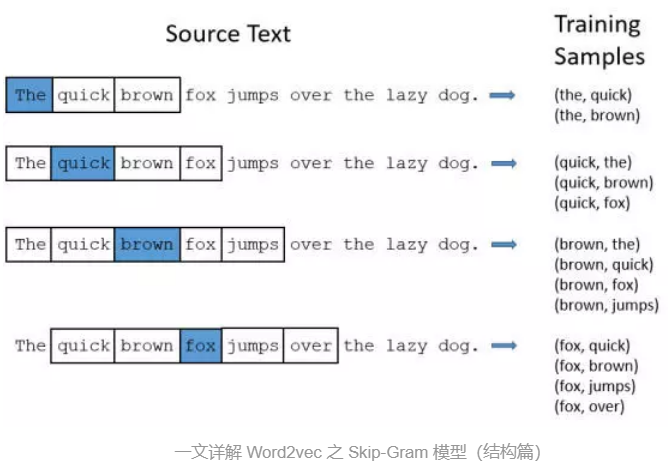 Source Text
Training
Samples
The quick brown fox jumps over the lazy dog.
(the, quick)
(the, brown)
The quick brown fox jumps over the lazy dog.
(quick, the)
(quick, brown)
(quick, fox)
The quick brown fox jumps over the lazy dog.
(brown, the)
(brown, quick)
(brown, fox)
(brown, jumps)
The quick brown fox jumps over the lazy dog.
(fox, quick)
(fox, brown)
(fox, jumps)
(fox, over)
一文详解 Word2vec 之 Skip-Gram 模型（结构篇）